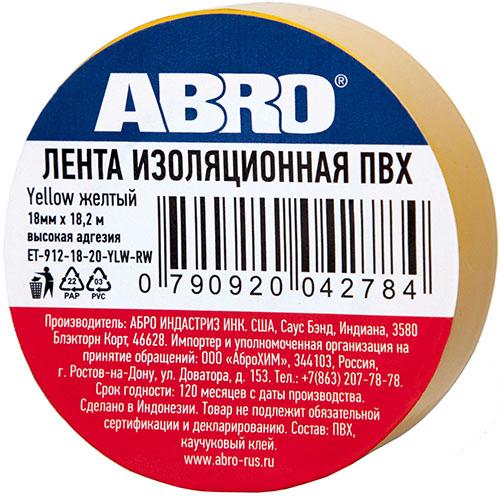 ABRO®
ЛЕНТА ИЗОЛЯЦИОННАЯ ПВХ
Yellow желтый
18мм х 18,2 м
высокая адгезия
ET-912-18-20-YLW-RW
22
PAP
03
PVC
0 790920 042784
Производитель: АБРО ИНДАСТРИЗ ИНК. США, Саус Бэнд, Индиана, 3580
Блэкторн Корт, 46628. Импортер и уполномоченная организация на
принятие обращений: ООО «АброХИМ», 344103, Россия,
г. Ростов-на-Дону, ул. Доватора, д. 153. Тел.: +7(863) 207-78-78.
Срок годности: 120 месяцев с даты производства.
Сделано в Индонезии. Товар не подлежит обязательной
сертификации и декларированию. Состав: ПВХ,
каучуковый клей.
www.abro-rus.ru